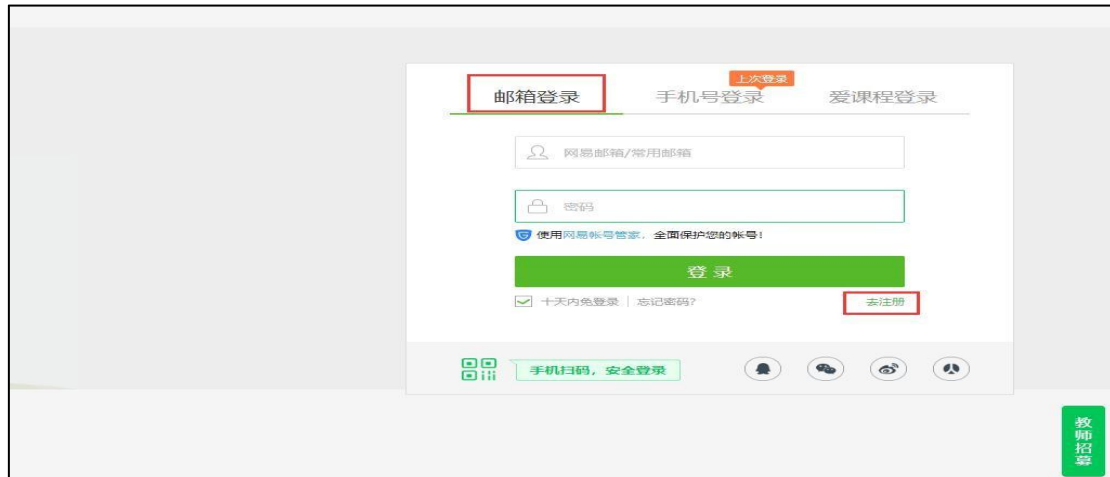 上次登录
邮箱登录 手机号登录 爱课程登录
网易邮箱/常用邮箱
密码
使用网易帐号管家，全面保护您的帐号!
登 录
十天内免登录 | 忘记密码? 去注册
手机扫码，安全登录
教师招募